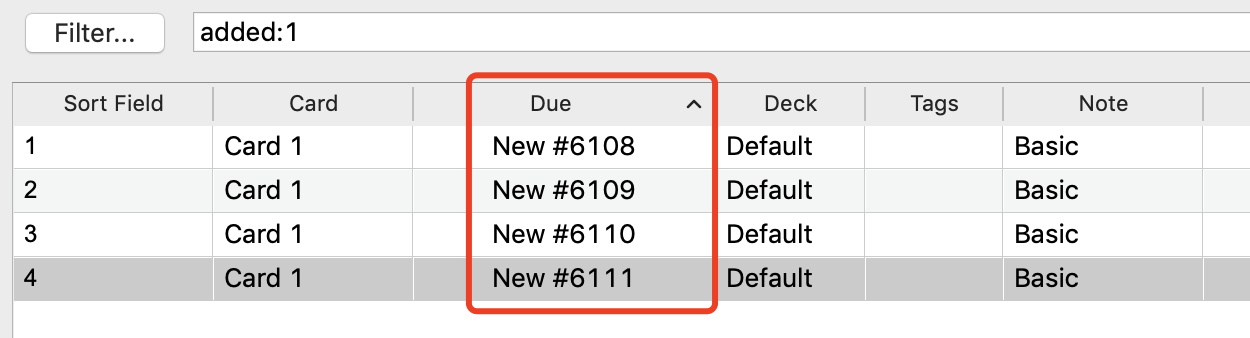 Filter... added:1
Sort Field Card Due Deck Tags Note
1 Card 1 New #6108 Default Basic
2 Card 1 New #6109 Default Basic
3 Card 1 New #6110 Default Basic
4 Card 1 New #6111 Default Basic